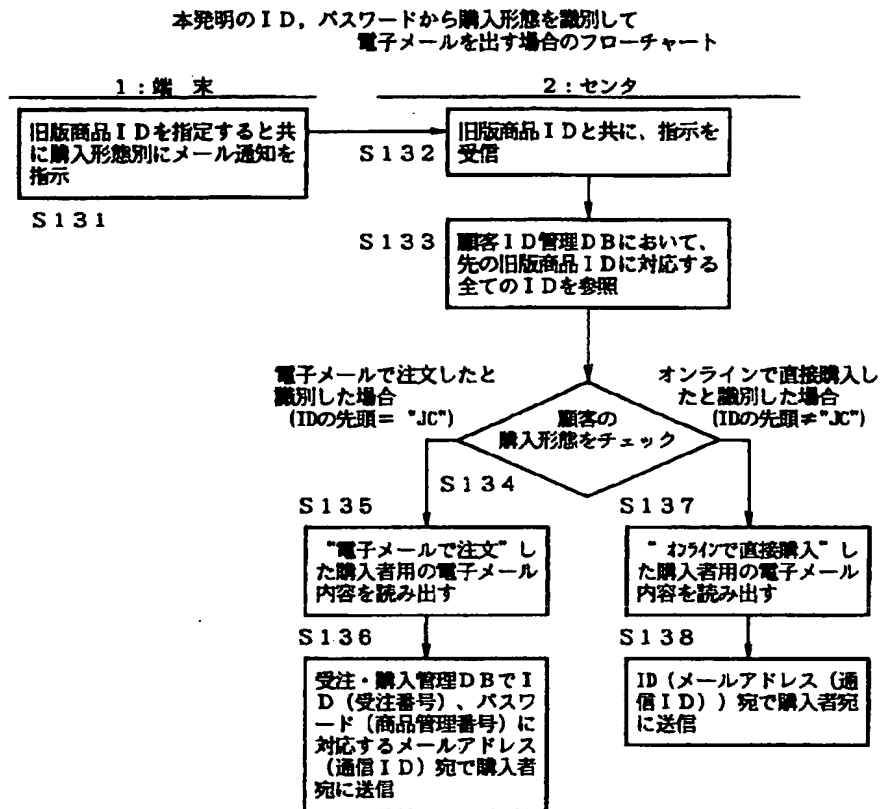 本発明のＩＤ，パスワードから購入形態を識別して
電子メールを出す場合のフローチャート
１：端　末
２：センタ
旧版商品ＩＤを指定すると共
に購入形態別にメール通知を
指示
Ｓ１３１
Ｓ１３２
旧版商品ＩＤと共に、指示を
受信
Ｓ１３３
顧客ＩＤ管理ＤＢにおいて、
先の旧版商品ＩＤに対応する
全てのＩＤを参照
電子メールで注文したと
識別した場合
(IDの先頭＝ "JC")
オンラインで直接購入し
たと識別した場合
(IDの先頭≠"JC")
顧客の
購入形態をチェック
Ｓ１３４
Ｓ１３５
"電子メールで注文"し
た購入者用の電子メール
内容を読み出す
Ｓ１３６
受注・購入管理ＤＢでＩ
Ｄ（受注番号）、パスワ
ード（商品管理番号）に
対応するメールアドレス
（通信ＩＤ）宛で購入者
宛に送信
Ｓ１３７
"ｵﾝﾗｲﾝで直接購入"し
た購入者用の電子メール
内容を読み出す
Ｓ１３８
ID（メールアドレス（通
信ＩＤ））宛で購入者宛
に送信